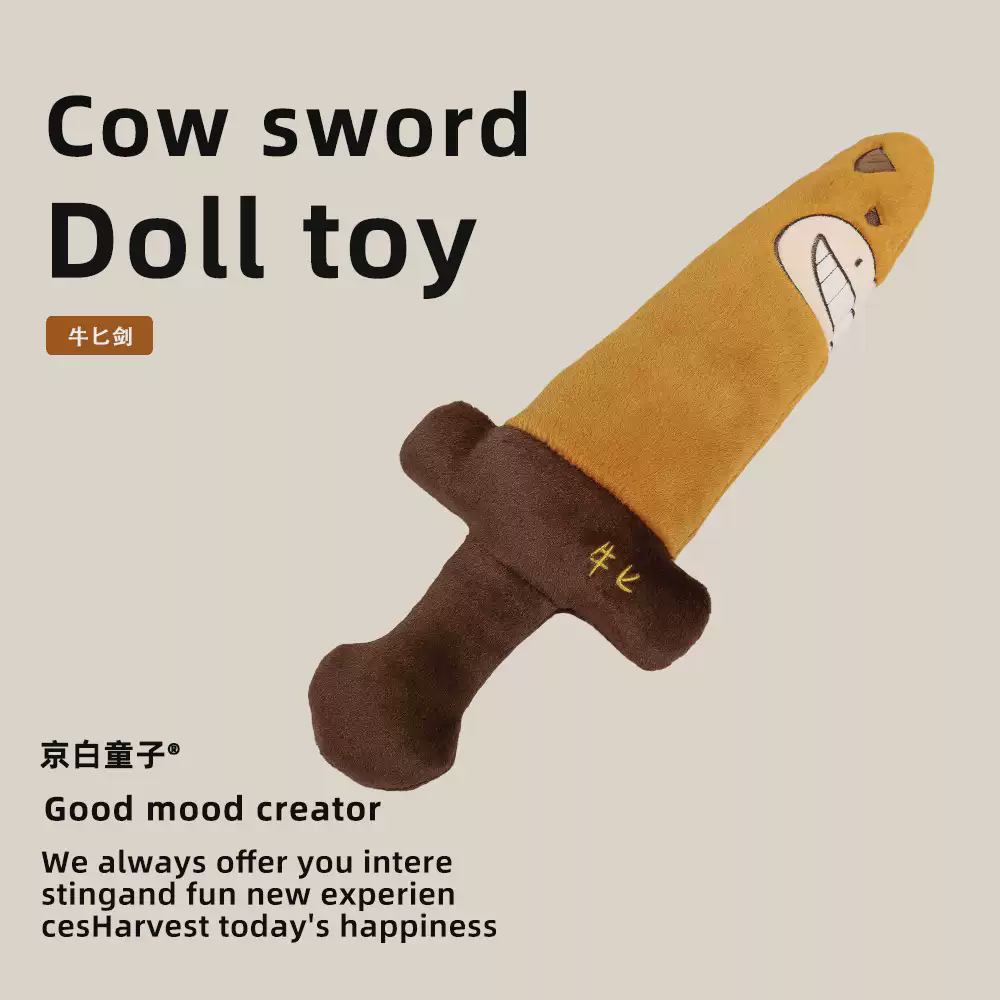 Cow sword
Doll toy
牛匕剑
牛匕
京白童子®
Good mood creator
We always offer you intere
stingand fun new experien
cesHarvest today's happiness